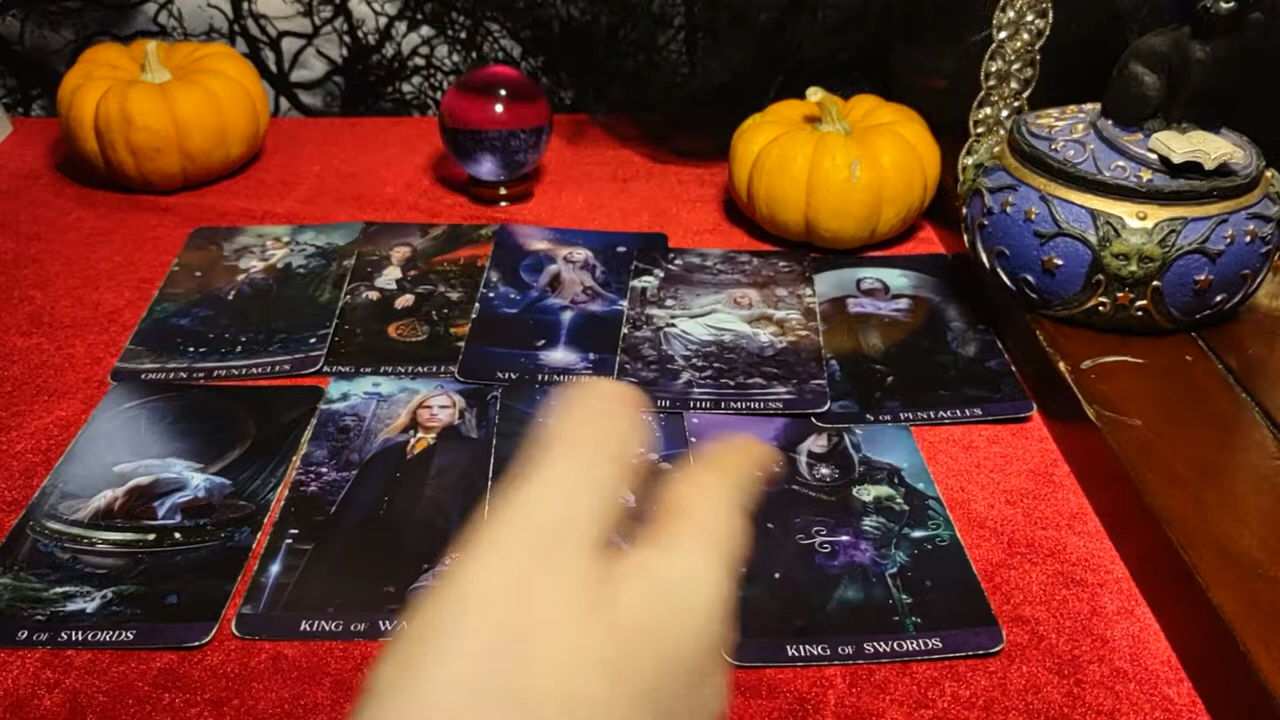 QUEEN OF PENTACLES
KING OF PENTACLES
XIV - TEMPERANC
III - THE EMPRESS
5 OF PENTACLES
9 OF SWORDS
KING OF WA
KING OF SWORDS